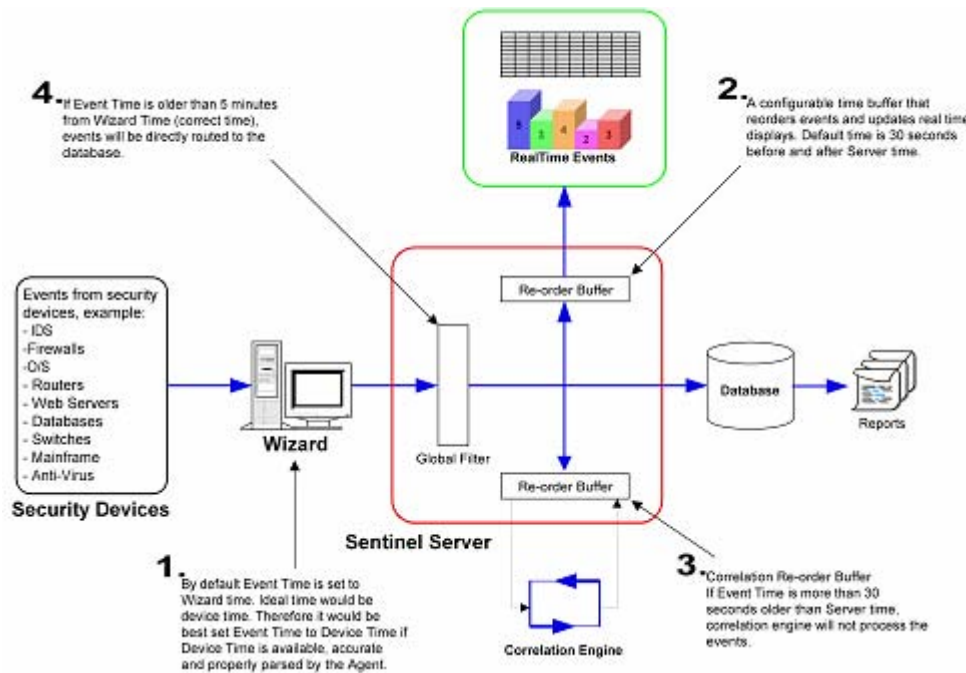 4. If Event Time is older than 5 minutes
from Wizard Time (correct time),
events will be directly routed to the
database.
5
3
4
2
3
RealTime Events
2. A configurable time buffer that
reorders events and updates real time
displays. Default time is 30 seconds
before and after Server time.
Events from security
devices, example:
- IDS
-Firewalls
-O/S
- Routers
- Web Servers
- Databases
- Switches
- Mainframe
- Anti-Virus
Security Devices
Wizard
Global Filter
Re-order Buffer
Re-order Buffer
Sentinel Server
Database
Reports
1. By default Event Time is set to
Wizard time. Ideal time would be
device time. Therefore it would be
best set Event Time to Device Time if
Device Time is available, accurate
and properly parsed by the Agent.
Correlation Engine
3. Correlation Re-order Buffer
If Event Time is more than 30
seconds older than Server time,
correlation engine will not process the
events.